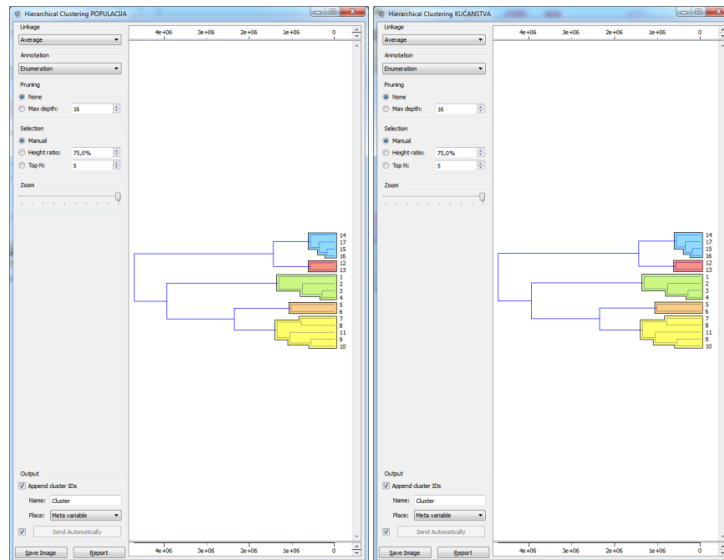 Hierarchical Clustering POPULACIJA
Linkage
Average
Annotation
Enumeration
Pruning
None
Max depth: 16
Selection
Manual
Height ratio: 75,0%
Top N: 5
Zoom
4e+06 3e+06 2e+06 1e+06 0
14
17
15
16
12
13
1
2
3
4
5
6
7
8
11
9
10
Output
Append cluster IDs
Name: Cluster
Place: Meta variable
Send Automatically
Save Image Report
4e+06 3e+06 2e+06 1e+06 0
Hierarchical Clustering KUĆANSTVA
Linkage
Average
Annotation
Enumeration
Pruning
None
Max depth: 16
Selection
Manual
Height ratio: 75,0%
Top N: 5
Zoom
4e+06 3e+06 2e+06 1e+06 0
14
17
15
16
12
13
1
2
3
4
5
6
7
8
11
9
10
Output
Append cluster IDs
Name: Cluster
Place: Meta variable
Send Automatically
Save Image Report
4e+06 3e+06 2e+06 1e+06 0